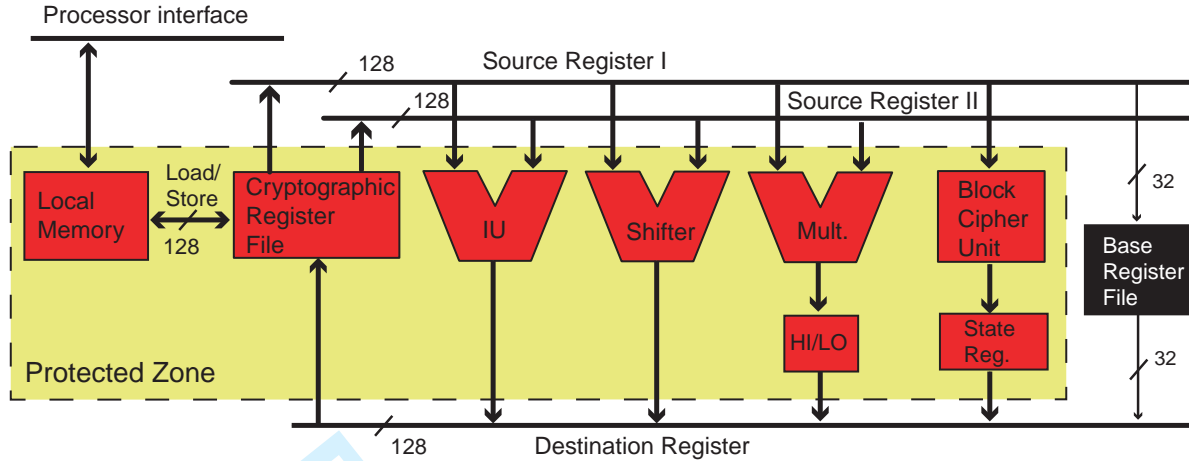 Processor interface
128
Source Register I
128
Source Register II
Local
Memory
Load/
Store
128
Cryptographic
Register
File
IU
Shifter
Mult.
Block
Cipher
Unit
32
Base
Register
File
HI/LO
State
Reg.
32
Protected Zone
128
Destination Register